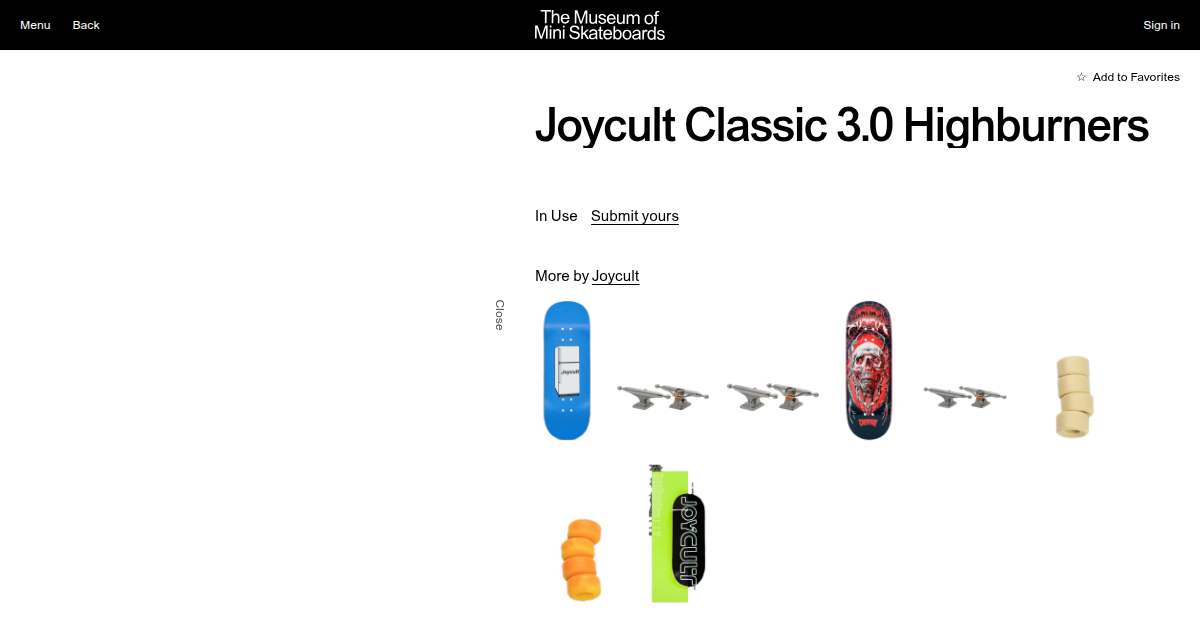 Menu
Back
The Museum of
Mini Skateboards
Sign in
☆ Add to Favorites
Joycult Classic 3.0 Highburners
In Use
Submit yours
More by Joycult
Close
Joycult
JOYCULT